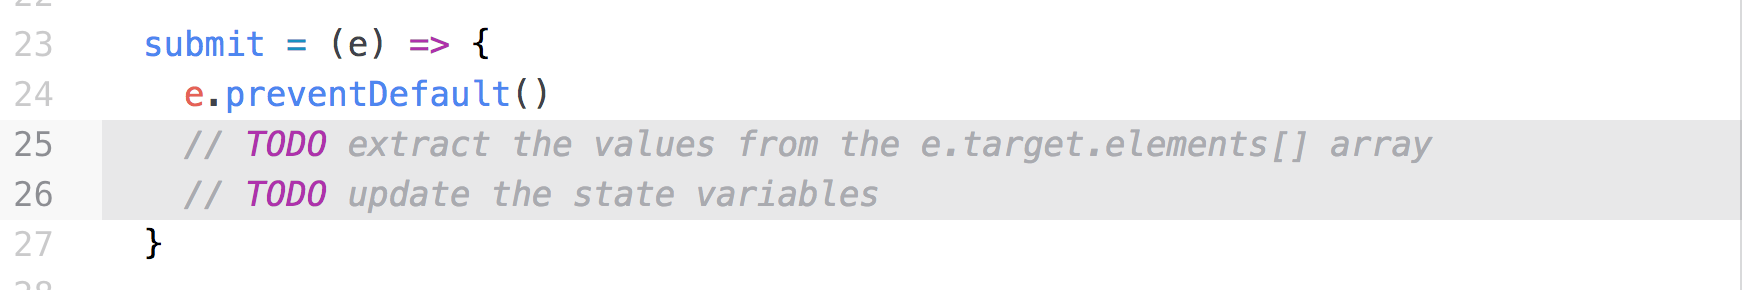 23 submit = (e) => {
24 e.preventDefault()
25 // TODO extract the values from the e.target.elements[] array
26 // TODO update the state variables
27 }